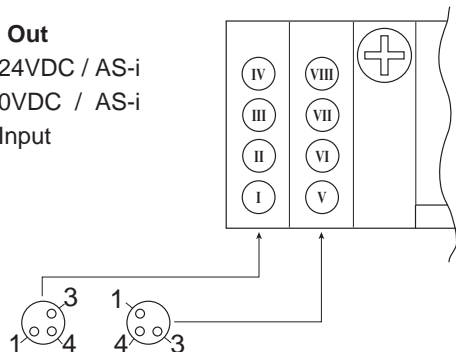 Out
24VDC / AS-i
0VDC / AS-i
Input
IV VIII
III VII
II VI
I V
3 1
1 4 4 3